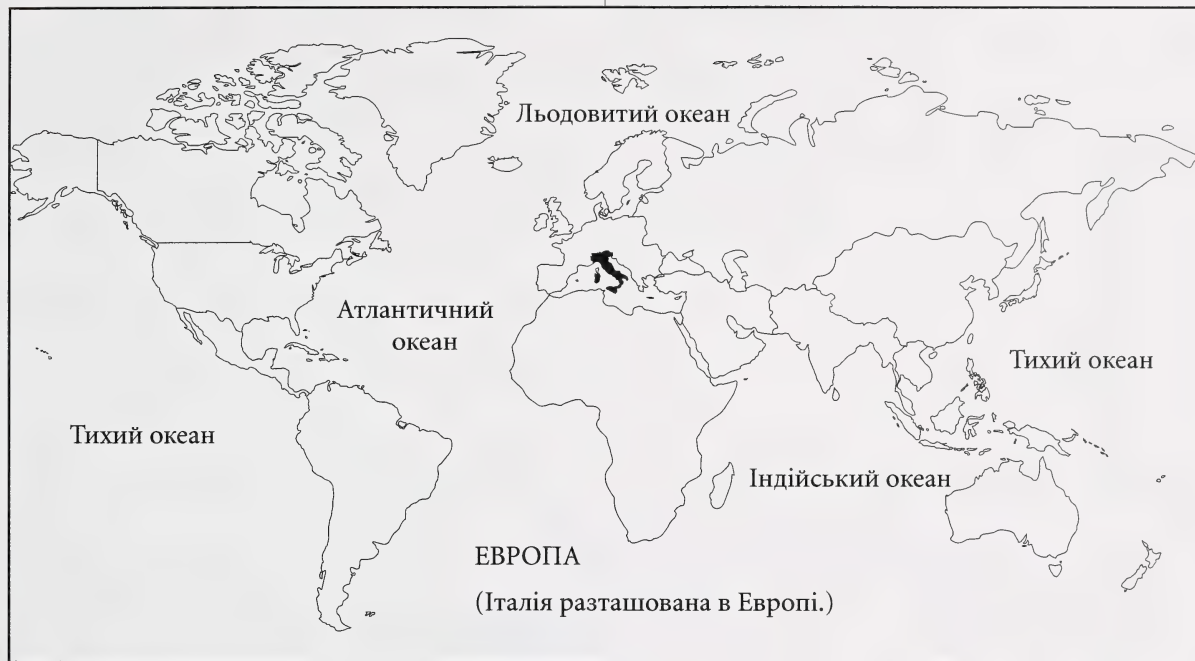 Льодовитий океан
Атлантичний
океан
Тихий океан
Тихий океан
Індійський океан
ЕВРОПА
(Італія разташована в Европі.)